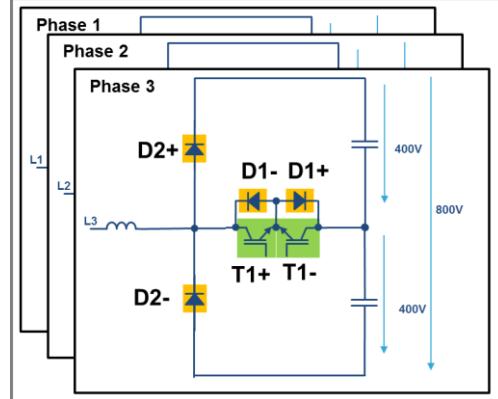 Phase 1
Phase 2
Phase 3
D2+
D1- D1+
400V
L1
L2
800V
L3
T1+ T1-
D2-
400V